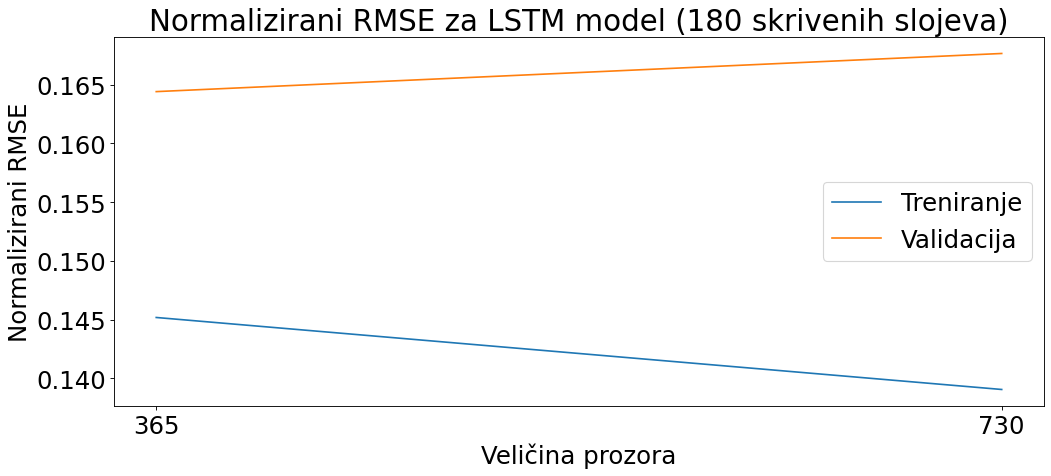 Normalizirani RMSE za LSTM model (180 skrivenih slojeva)
Normalizirani RMSE
0.165
0.160
0.155
0.150
0.145
0.140
Treniranje
Validacija
365
730
Veličina prozora